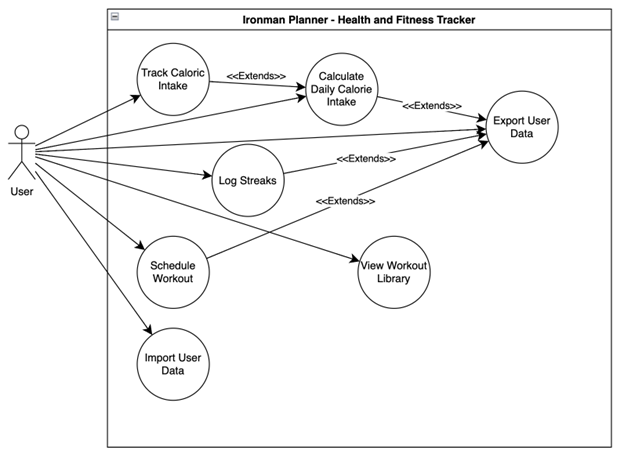 Ironman Planner - Health and Fitness Tracker
Track Caloric
Intake
<<Extends>>
Calculate
Daily Calorie
Intake
<<Extends>>
Export User
Data
User
Log Streaks
<<Extends>>
<<Extends>>
Schedule
Workout
View Workout
Library
Import User
Data